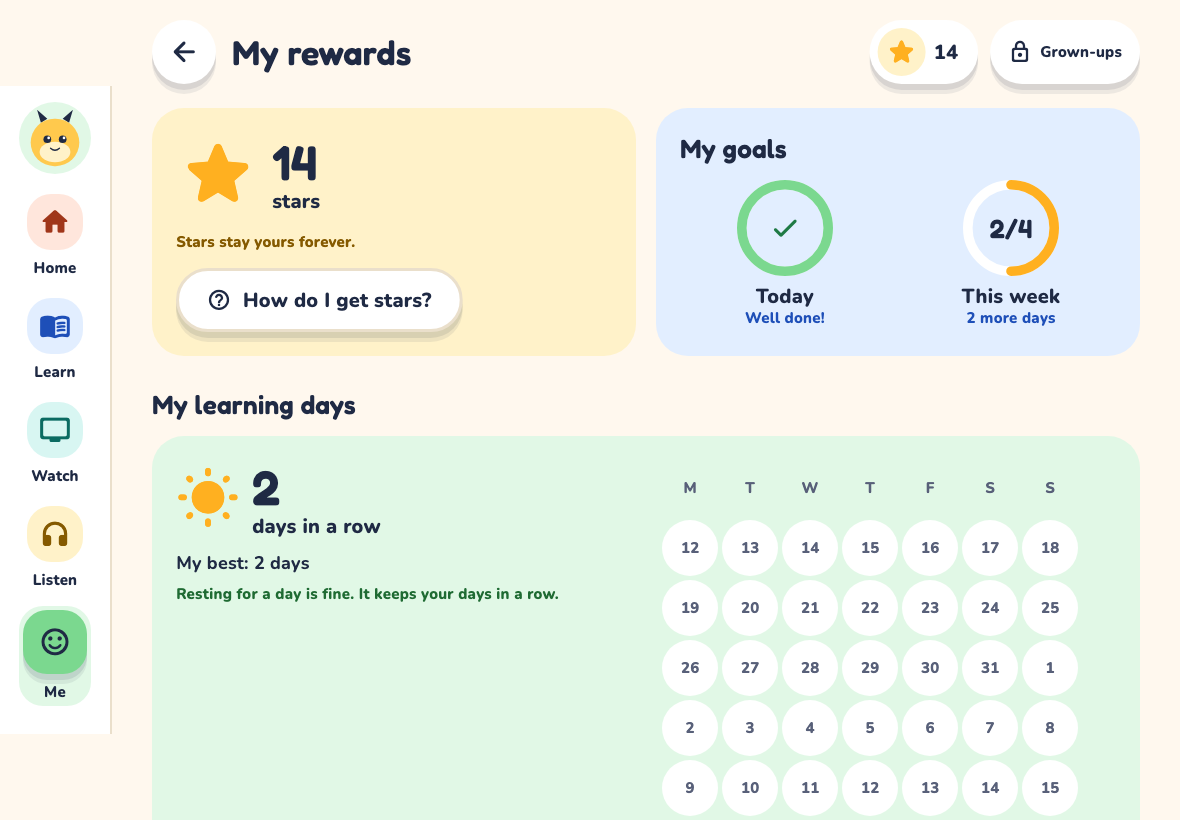 My rewards
14
Grown-ups
Home
Learn
Watch
Listen
Me
14
stars
Stars stay yours forever.
How do I get stars?
My goals
2/4
Today
Well done!
This week
2 more days
My learning days
2
days in a row
My best: 2 days
Resting for a day is fine. It keeps your days in a row.
M T W T F S S
12 13 14 15 16 17 18
19 20 21 22 23 24 25
26 27 28 29 30 31 1
2 3 4 5 6 7 8
9 10 11 12 13 14 15